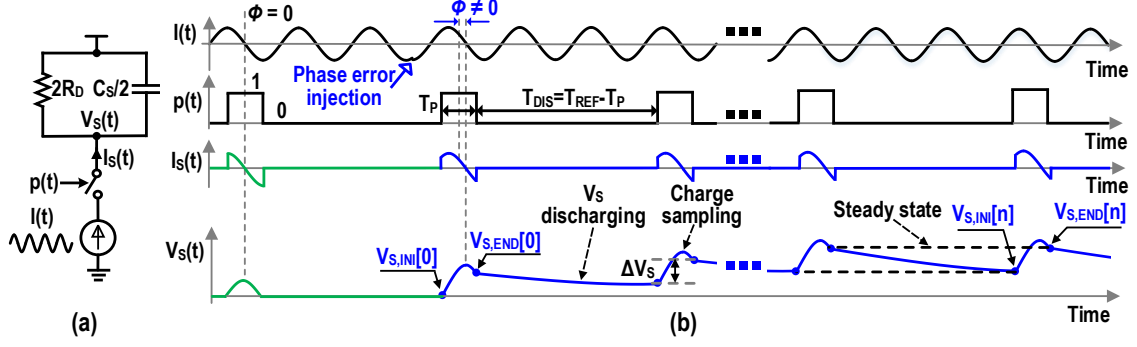 2R_D C_S/2
V_S(t)
I_S(t)
p(t)
I(t)
(a)
Φ = 0 Φ ≠ 0
I(t)
Phase error
injection
Time
1
p(t) 0 T_P T_DIS=T_REF-T_P
Time
I_S(t)
Time
V_S(t)
V_S,INI[0]
V_S,END[0]
V_S
discharging
Charge
sampling
ΔV_S
Steady state
V_S,INI[n]
V_S,END[n]
Time
(b)